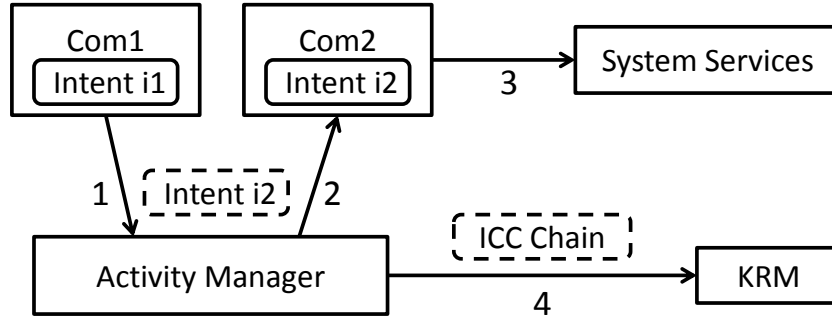 Com1
Intent i1
Com2
Intent i2
System Services
3
1
Intent i2
2
ICC Chain
Activity Manager
KRM
4